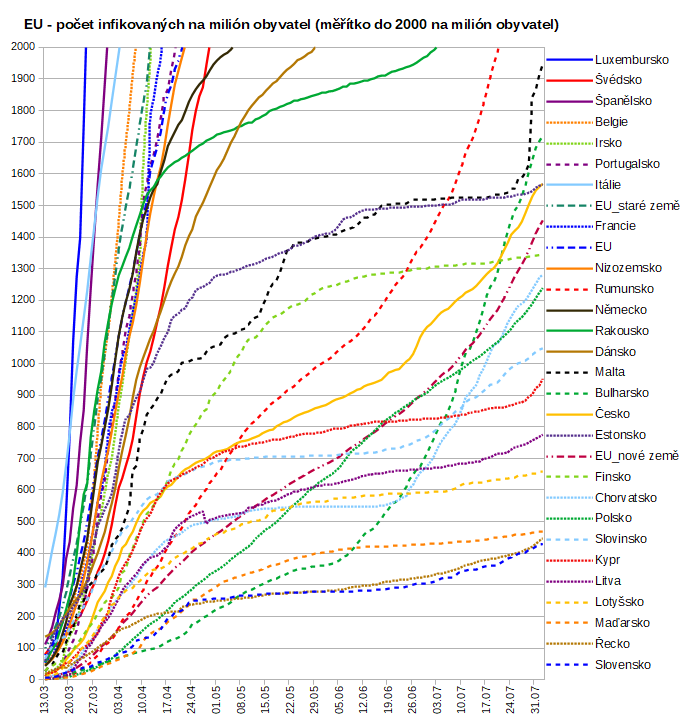 EU - počet infikovaných na milión obyvatel (měřítko do 2000 na milión obyvatel)
2000
1900
1800
1700
1600
1500
1400
1300
1200
1100
1000
900
800
700
600
500
400
300
200
100
0
13.03
20.03
27.03
03.04
10.04
17.04
24.04
01.05
08.05
15.05
22.05
29.05
05.06
12.06
19.06
26.06
03.07
10.07
17.07
24.07
31.07
Luxembursko
Švédsko
Španělsko
Belgie
Irsko
Portugalsko
Itálie
EU_staré země
Francie
EU
Nizozemsko
Rumunsko
Německo
Rakousko
Dánsko
Malta
Bulharsko
Česko
Estonsko
EU_nové země
Finsko
Chorvatsko
Polsko
Slovinsko
Kypr
Litva
Lotyšsko
Maďarsko
Řecko
Slovensko